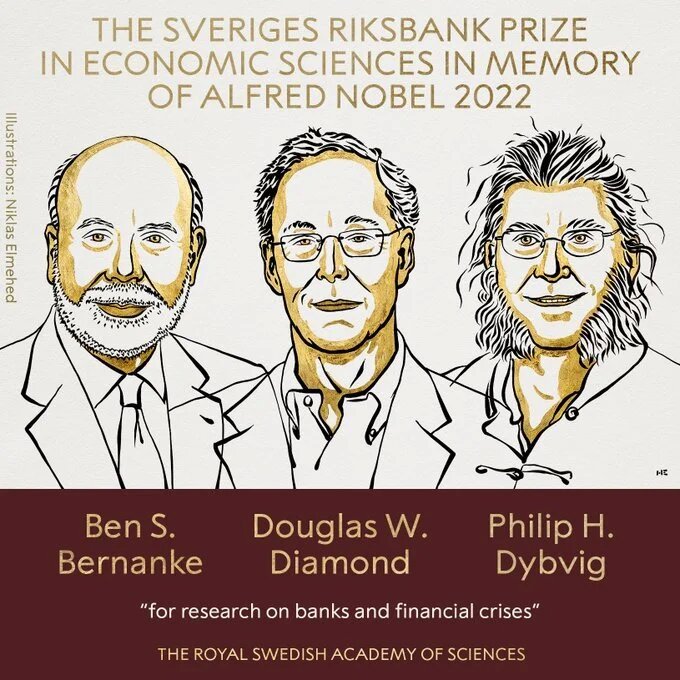 THE SVERIGES RIKSBANK PRIZE
IN ECONOMIC SCIENCES IN MEMORY
OF ALFRED NOBEL 2022
Illustrations: Niklas Elmehed
Ben S.
Bernanke
Douglas W.
Diamond
Philip H.
Dybvig
“for research on banks and financial crises“
THE ROYAL SWEDISH ACADEMY OF SCIENCES